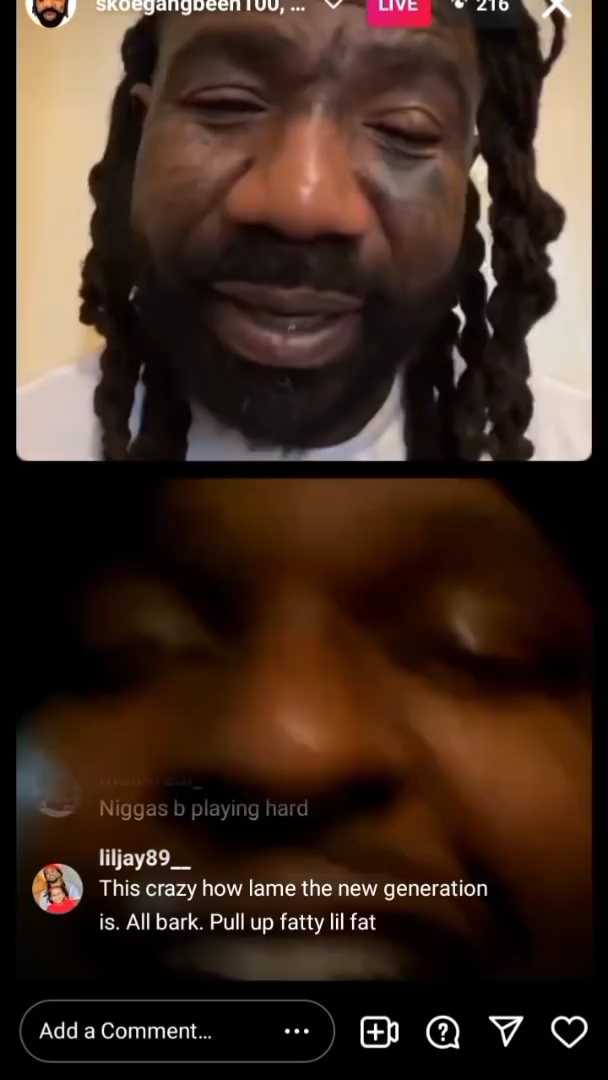 skoegangbeen100, ...
LIVE
216
Niggas b playing hard
liljay89__
This crazy how lame the new generation
is. All bark. Pull up fatty lil fat
Add a Comment...